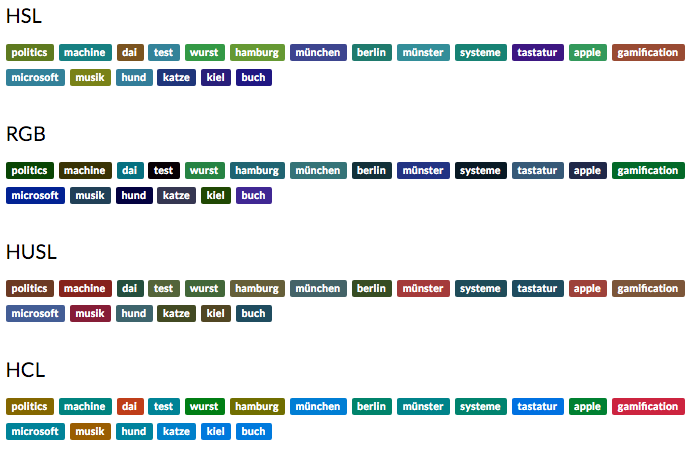 HSL
politics machine dai test wurst hamburg münchen berlin münster systeme tastatur apple gamification
microsoft musik hund katze kiel buch
RGB
politics machine dai test wurst hamburg münchen berlin münster systeme tastatur apple gamification
microsoft musik hund katze kiel buch
HUSL
politics machine dai test wurst hamburg münchen berlin münster systeme tastatur apple gamification
microsoft musik hund katze kiel buch
HCL
politics machine dai test wurst hamburg münchen berlin münster systeme tastatur apple gamification
microsoft musik hund katze kiel buch